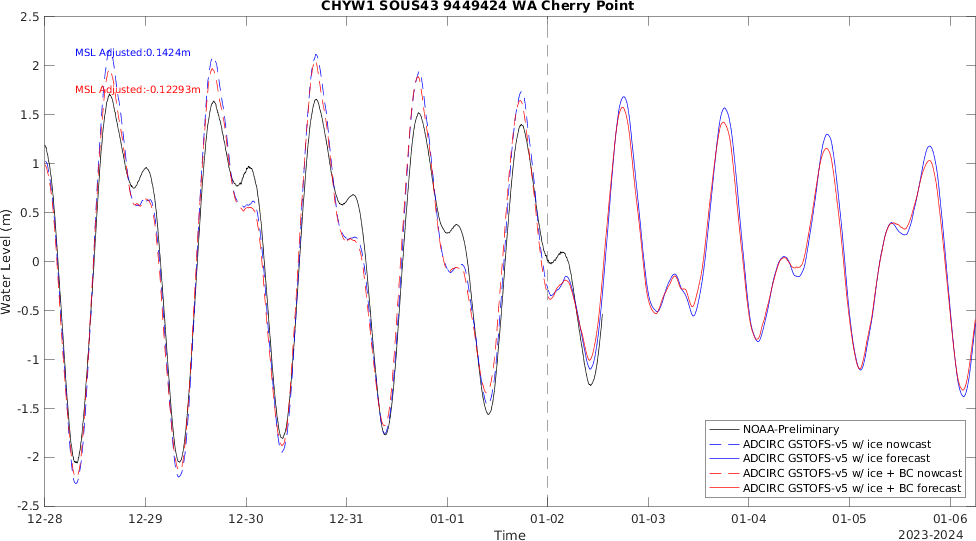 CHYW1 SOUS43 9449424 WA Cherry Point
2.5
2
1.5
1
0.5
0
-0.5
-1
-1.5
-2
-2.5
Water Level (m)
MSL Adjusted:0.1424m
MSL Adjusted:-0.12293m
NOAA-Preliminary
ADCIRC GSTOFS-v5 w/ ice nowcast
ADCIRC GSTOFS-v5 w/ ice forecast
ADCIRC GSTOFS-v5 w/ ice + BC nowcast
ADCIRC GSTOFS-v5 w/ ice + BC forecast
12-28 12-29 12-30 12-31 01-01 01-02 01-03 01-04 01-05 01-06
Time
2023-2024